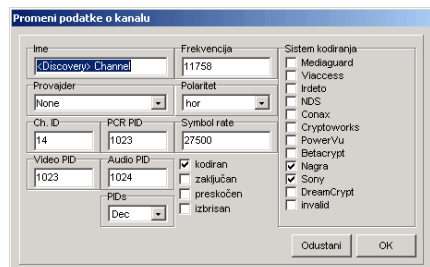 Promeni podatke o kanalu
Ime
<Discovery> Channel
Frekvencija
11758
Provajder
None
Polaritet
hor
Ch. ID
14
PCR PID
1023
Symbol rate
27500
Video PID
1023
Audio PID
1024
PIDs
Dec
kodiran
zaključan
preskočen
izbrisan
Sistem kodiranja
Mediaguard
Viaccess
Irdeto
NDS
Conax
Cryptoworks
PowerVu
Betacrypt
Nagra
Sony
DreamCrypt
invalid
Odustani
OK